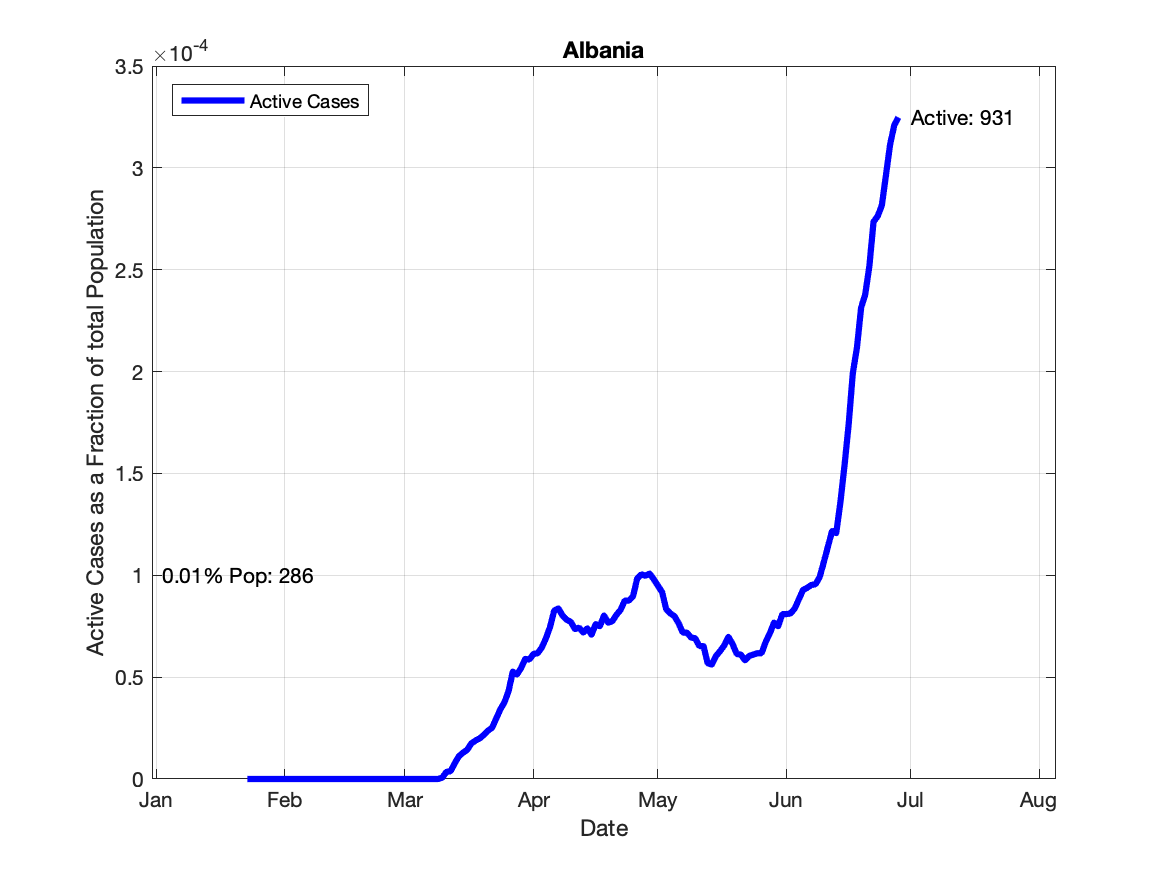 Albania
×10-4
3.5
Active Cases
Active: 931
3
2.5
2
1.5
1
0.01% Pop: 286
0.5
0
Active Cases as a Fraction of total Population
Jan Feb Mar Apr May Jun Jul Aug
Date